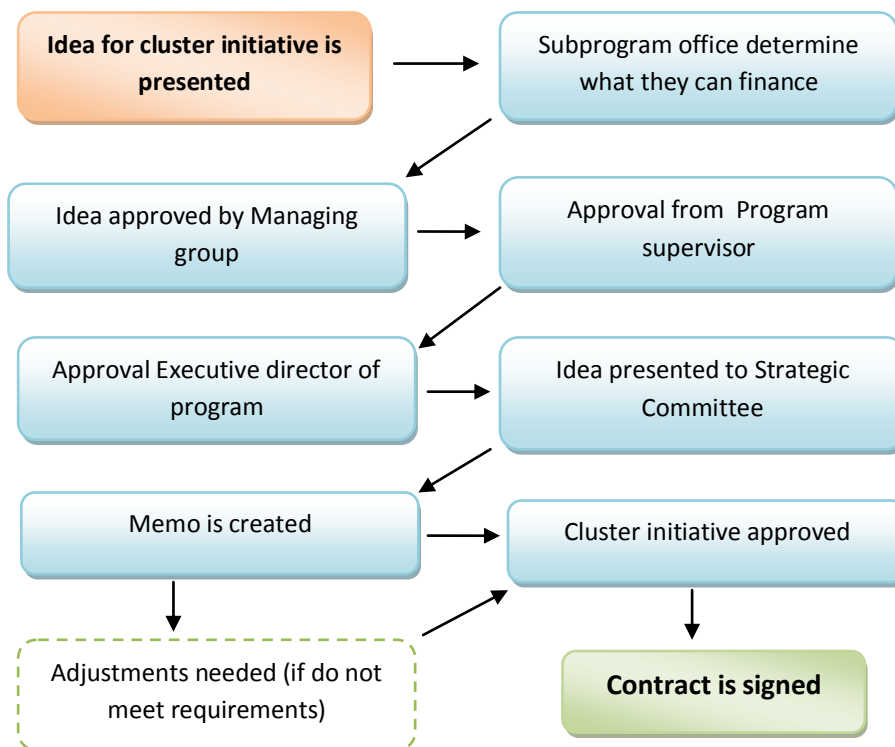 Idea for cluster initiative is
presented
Subprogram office determine
what they can finance
Idea approved by Managing
group
Approval from Program
supervisor
Approval Executive director of
program
Idea presented to Strategic
Committee
Memo is created
Cluster initiative approved
Adjustments needed (if do not
meet requirements)
Contract is signed